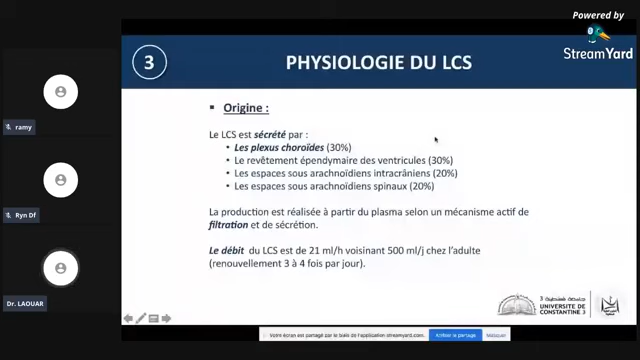 Powered by
StreamYard
3
PHYSIOLOGIE DU LCS
▪ Origine :
Le LCS est sécrété par :
• Les plexus choroïdes (30%)
• Le revêtement épendymaire des ventricules (30%)
• Les espaces sous arachnoïdiens intracrâniens (20%)
• Les espaces sous arachnoïdiens spinaux (20%)
La production est réalisée à partir du plasma selon un mécanisme actif de
filtration et de sécrétion.
Le débit du LCS est de 21 ml/h voisinant 500 ml/j chez l'adulte
(renouvellement 3 à 4 fois par jour).
ramy
Ryn Df
Dr. LAOUAR
جامعة قسنطينة 3
UNIVERSITE DE
CONSTANTINE 3
Votre écran est partagé par le biais de l'application streamyard.com.
Arrêter le partage
Masquer